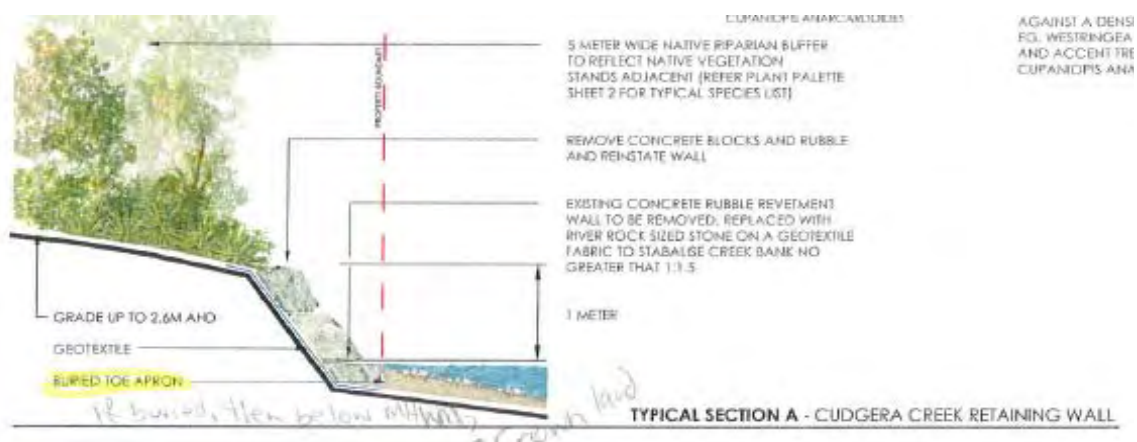 CUPANIOPIS ANARCARDIOIDES
5 METER WIDE NATIVE RIPARIAN BUFFER
TO REFLECT NATIVE VEGETATION
STANDS ADJACENT (REFER PLANT PALETTE
SHEET 2 FOR TYPICAL SPECIES LIST)
PROPERTY BOUNDARY
REMOVE CONCRETE BLOCKS AND RUBBLE
AND REINSTATE WALL
EXISTING CONCRETE RUBBLE REVETMENT
WALL TO BE REMOVED, REPLACED WITH
RIVER ROCK SIZED STONE ON A GEOTEXTILE
FABRIC TO STABALISE CREEK BANK NO
GREATER THAT 1:1.5
1 METER
GRADE UP TO 2.6M AHD
GEOTEXTILE
BURIED TOE APRON
If buried, then below MHWM
Crown land
TYPICAL SECTION A - CUDGERA CREEK RETAINING WALL
AGAINST A DENS
EG. WESTRINGEA
AND ACCENT TRE
CUPANIOPIS ANA